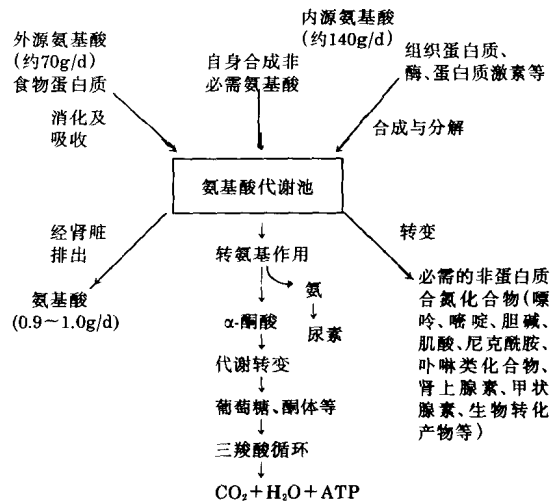 外源氨基酸
(约70g/d)
食物蛋白质
消化及
吸收
自身合成非
必需氨基酸
内源氨基酸
(约140g/d)
组织蛋白质、
酶、蛋白质激素等
合成与分解
氨基酸代谢池
经肾脏
排出
氨基酸
(0.9~1.0g/d)
转氨基作用
氨
尿素
α-酮酸
代谢转变
葡萄糖、酮体等
三羧酸循环
CO₂+H₂O+ATP
转变
必需的非蛋白质
合氮化合物(嘌
呤、嘧啶、胆碱、
肌酸、尼克酰胺、
卟啉类化合物、
肾上腺素、甲状
腺素、生物转化
产物等)